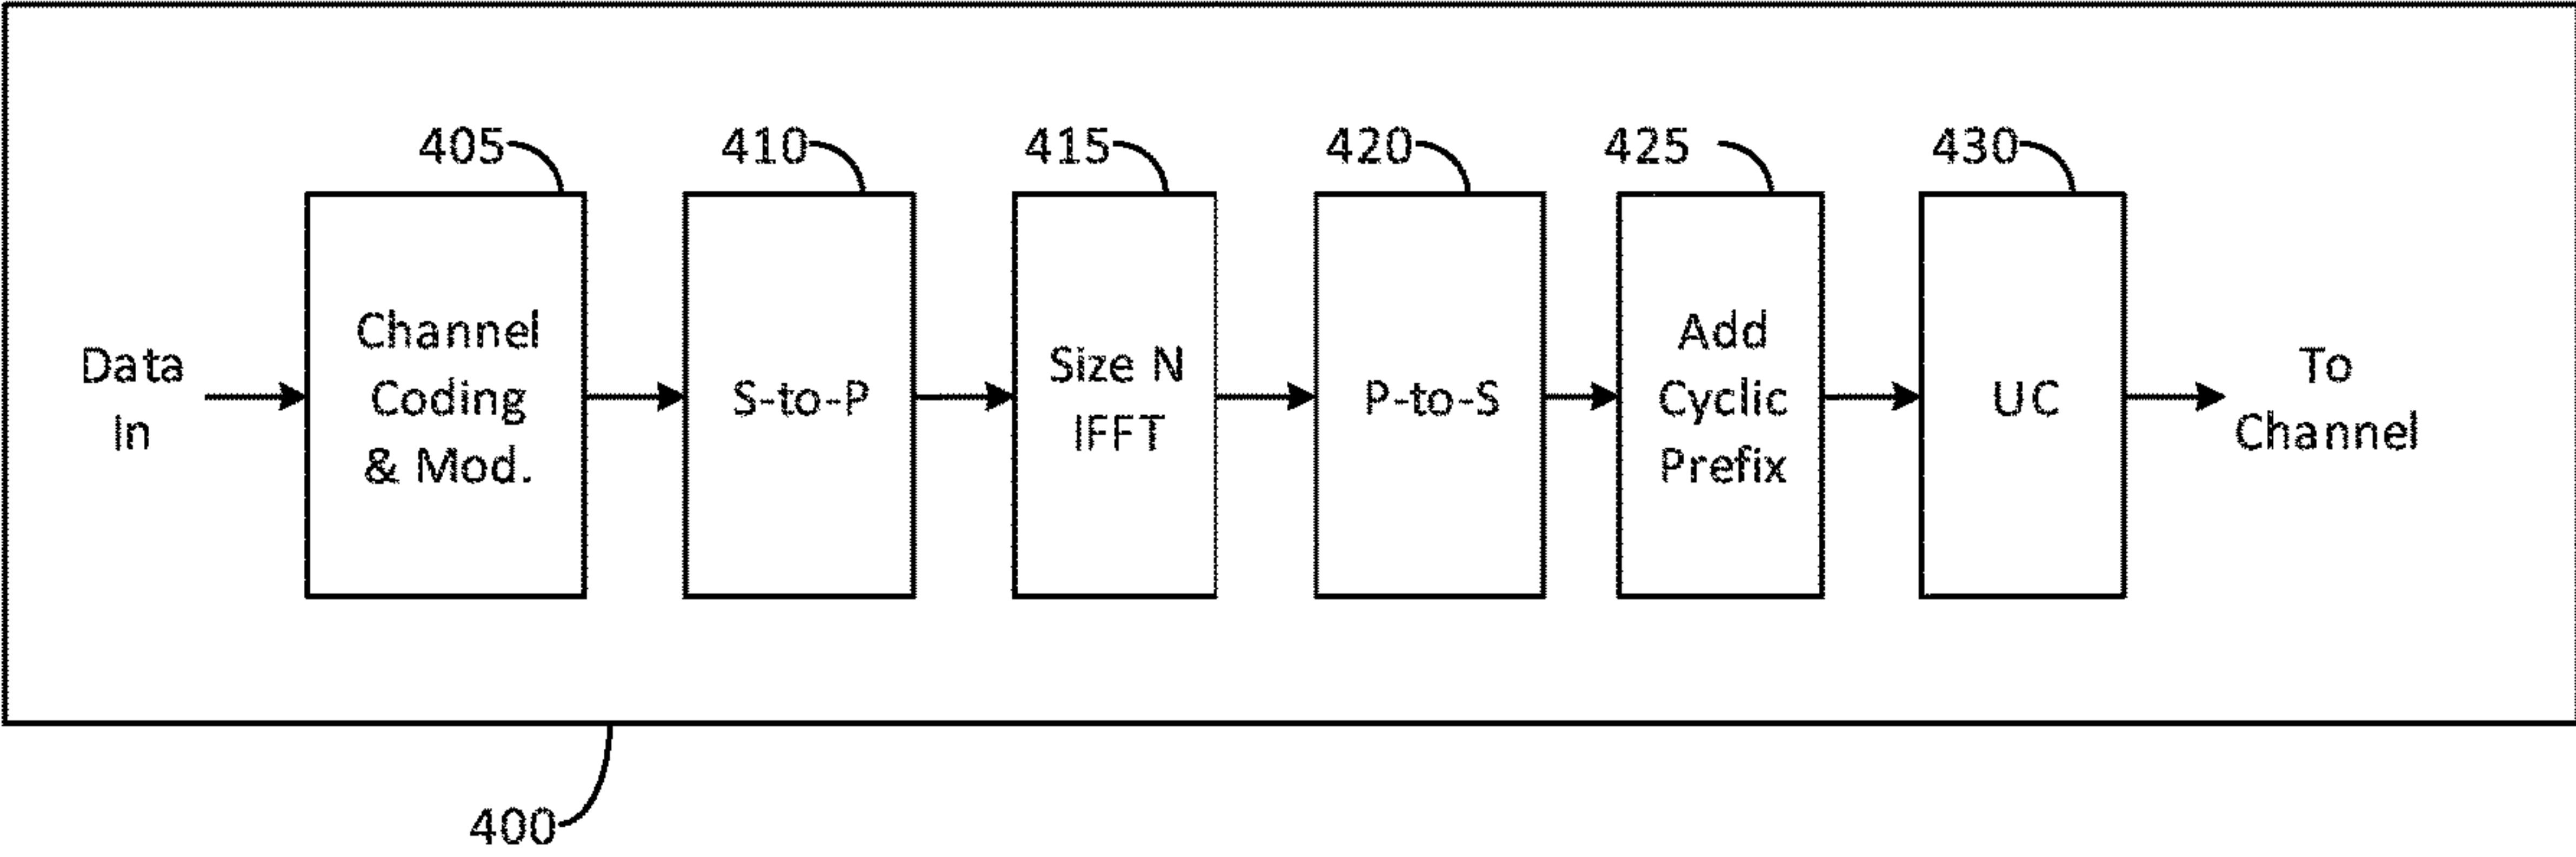 405 410 415 420 425 430
Data
In
Channel
Coding
& Mod.
S-to-P
Size N
IFFT
P-to-S
Add
Cyclic
Prefix
UC
To
Channel
400